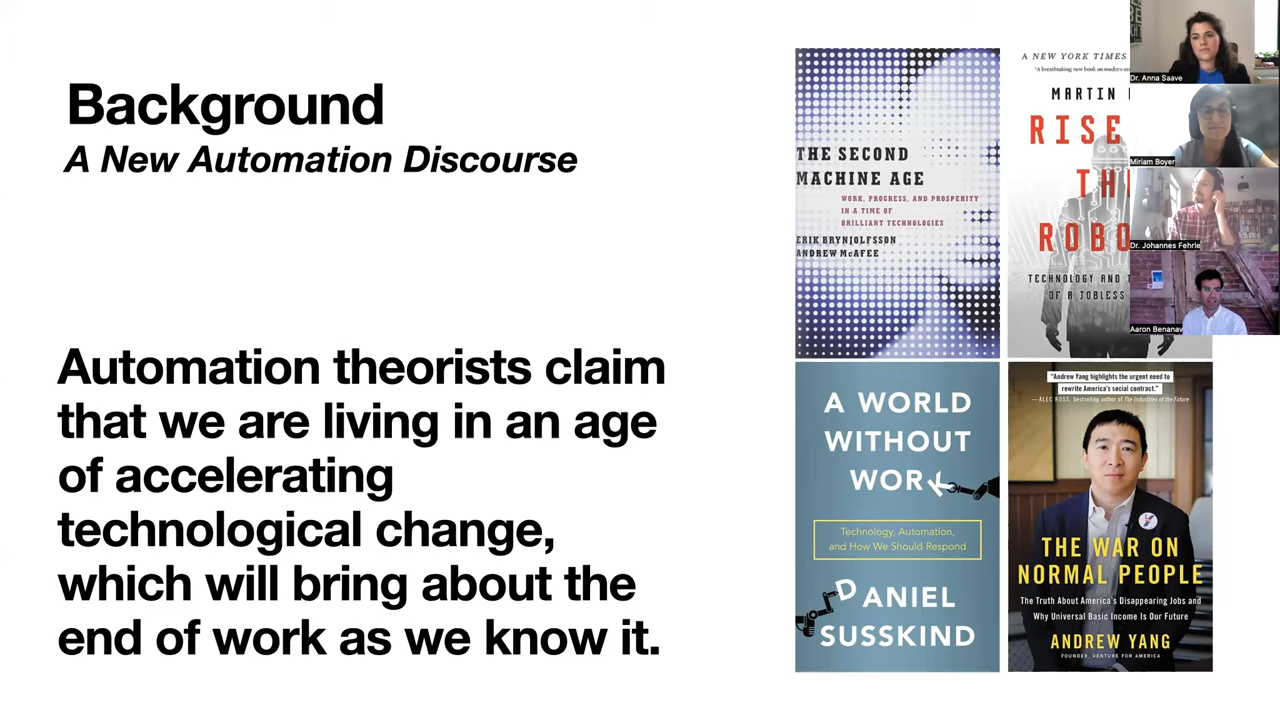 Background
A New Automation Discourse
Automation theorists claim
that we are living in an age
of accelerating
technological change,
which will bring about the
end of work as we know it.
THE SECOND
MACHINE AGE
WORK, PROGRESS, AND PROSPERITY
IN A TIME OF
BRILLIANT TECHNOLOGIES
ERIK BRYNJOLFSSON
ANDREW McAFEE
A NEW YORK TIMES
"A breathtaking new book on modern
MARTIN
RISE
TH
ROBO
TECHNOLOGY AND
OF A JOBLESS
A WORLD
WITHOUT
WORK
Technology, Automation,
and How We Should Respond
DANIEL
SUSSKIND
"Andrew Yang highlights the urgent need to
rewrite America's social contract."
—ALEC ROSS, bestselling author of The Industries of the Future
THE WAR ON
NORMAL PEOPLE
The Truth About America's Disappearing Jobs and
Why Universal Basic Income Is Our Future
ANDREW YANG
FOUNDER, VENTURE FOR AMERICA
Dr. Anna Saave
Miriam Boyer
Dr. Johannes Fehrle
Aaron Benanav